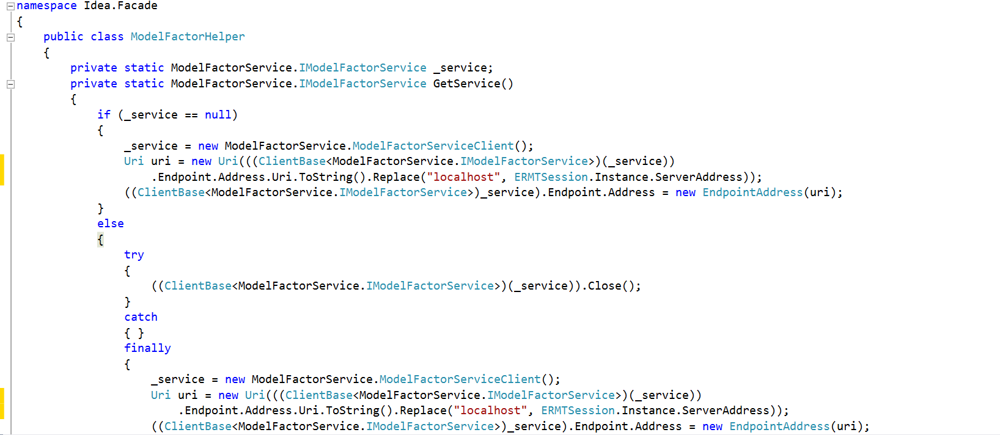 namespace Idea.Facade
{
public class ModelFactorHelper
{
private static ModelFactorService.IModelFactorService _service;
private static ModelFactorService.IModelFactorService GetService()
{
if (_service == null)
{
_service = new ModelFactorService.ModelFactorServiceClient();
Uri uri = new Uri(((ClientBase<ModelFactorService.IModelFactorService>)(_service))
.Endpoint.Address.Uri.ToString().Replace("localhost", ERMTSession.Instance.ServerAddress));
((ClientBase<ModelFactorService.IModelFactorService>)_service).Endpoint.Address = new EndpointAddress(uri);
}
else
{
try
{
((ClientBase<ModelFactorService.IModelFactorService>)(_service)).Close();
}
catch
{ }
finally
{
_service = new ModelFactorService.ModelFactorServiceClient();
Uri uri = new Uri(((ClientBase<ModelFactorService.IModelFactorService>)(_service))
.Endpoint.Address.Uri.ToString().Replace("localhost", ERMTSession.Instance.ServerAddress));
((ClientBase<ModelFactorService.IModelFactorService>)_service).Endpoint.Address = new EndpointAddress(uri);